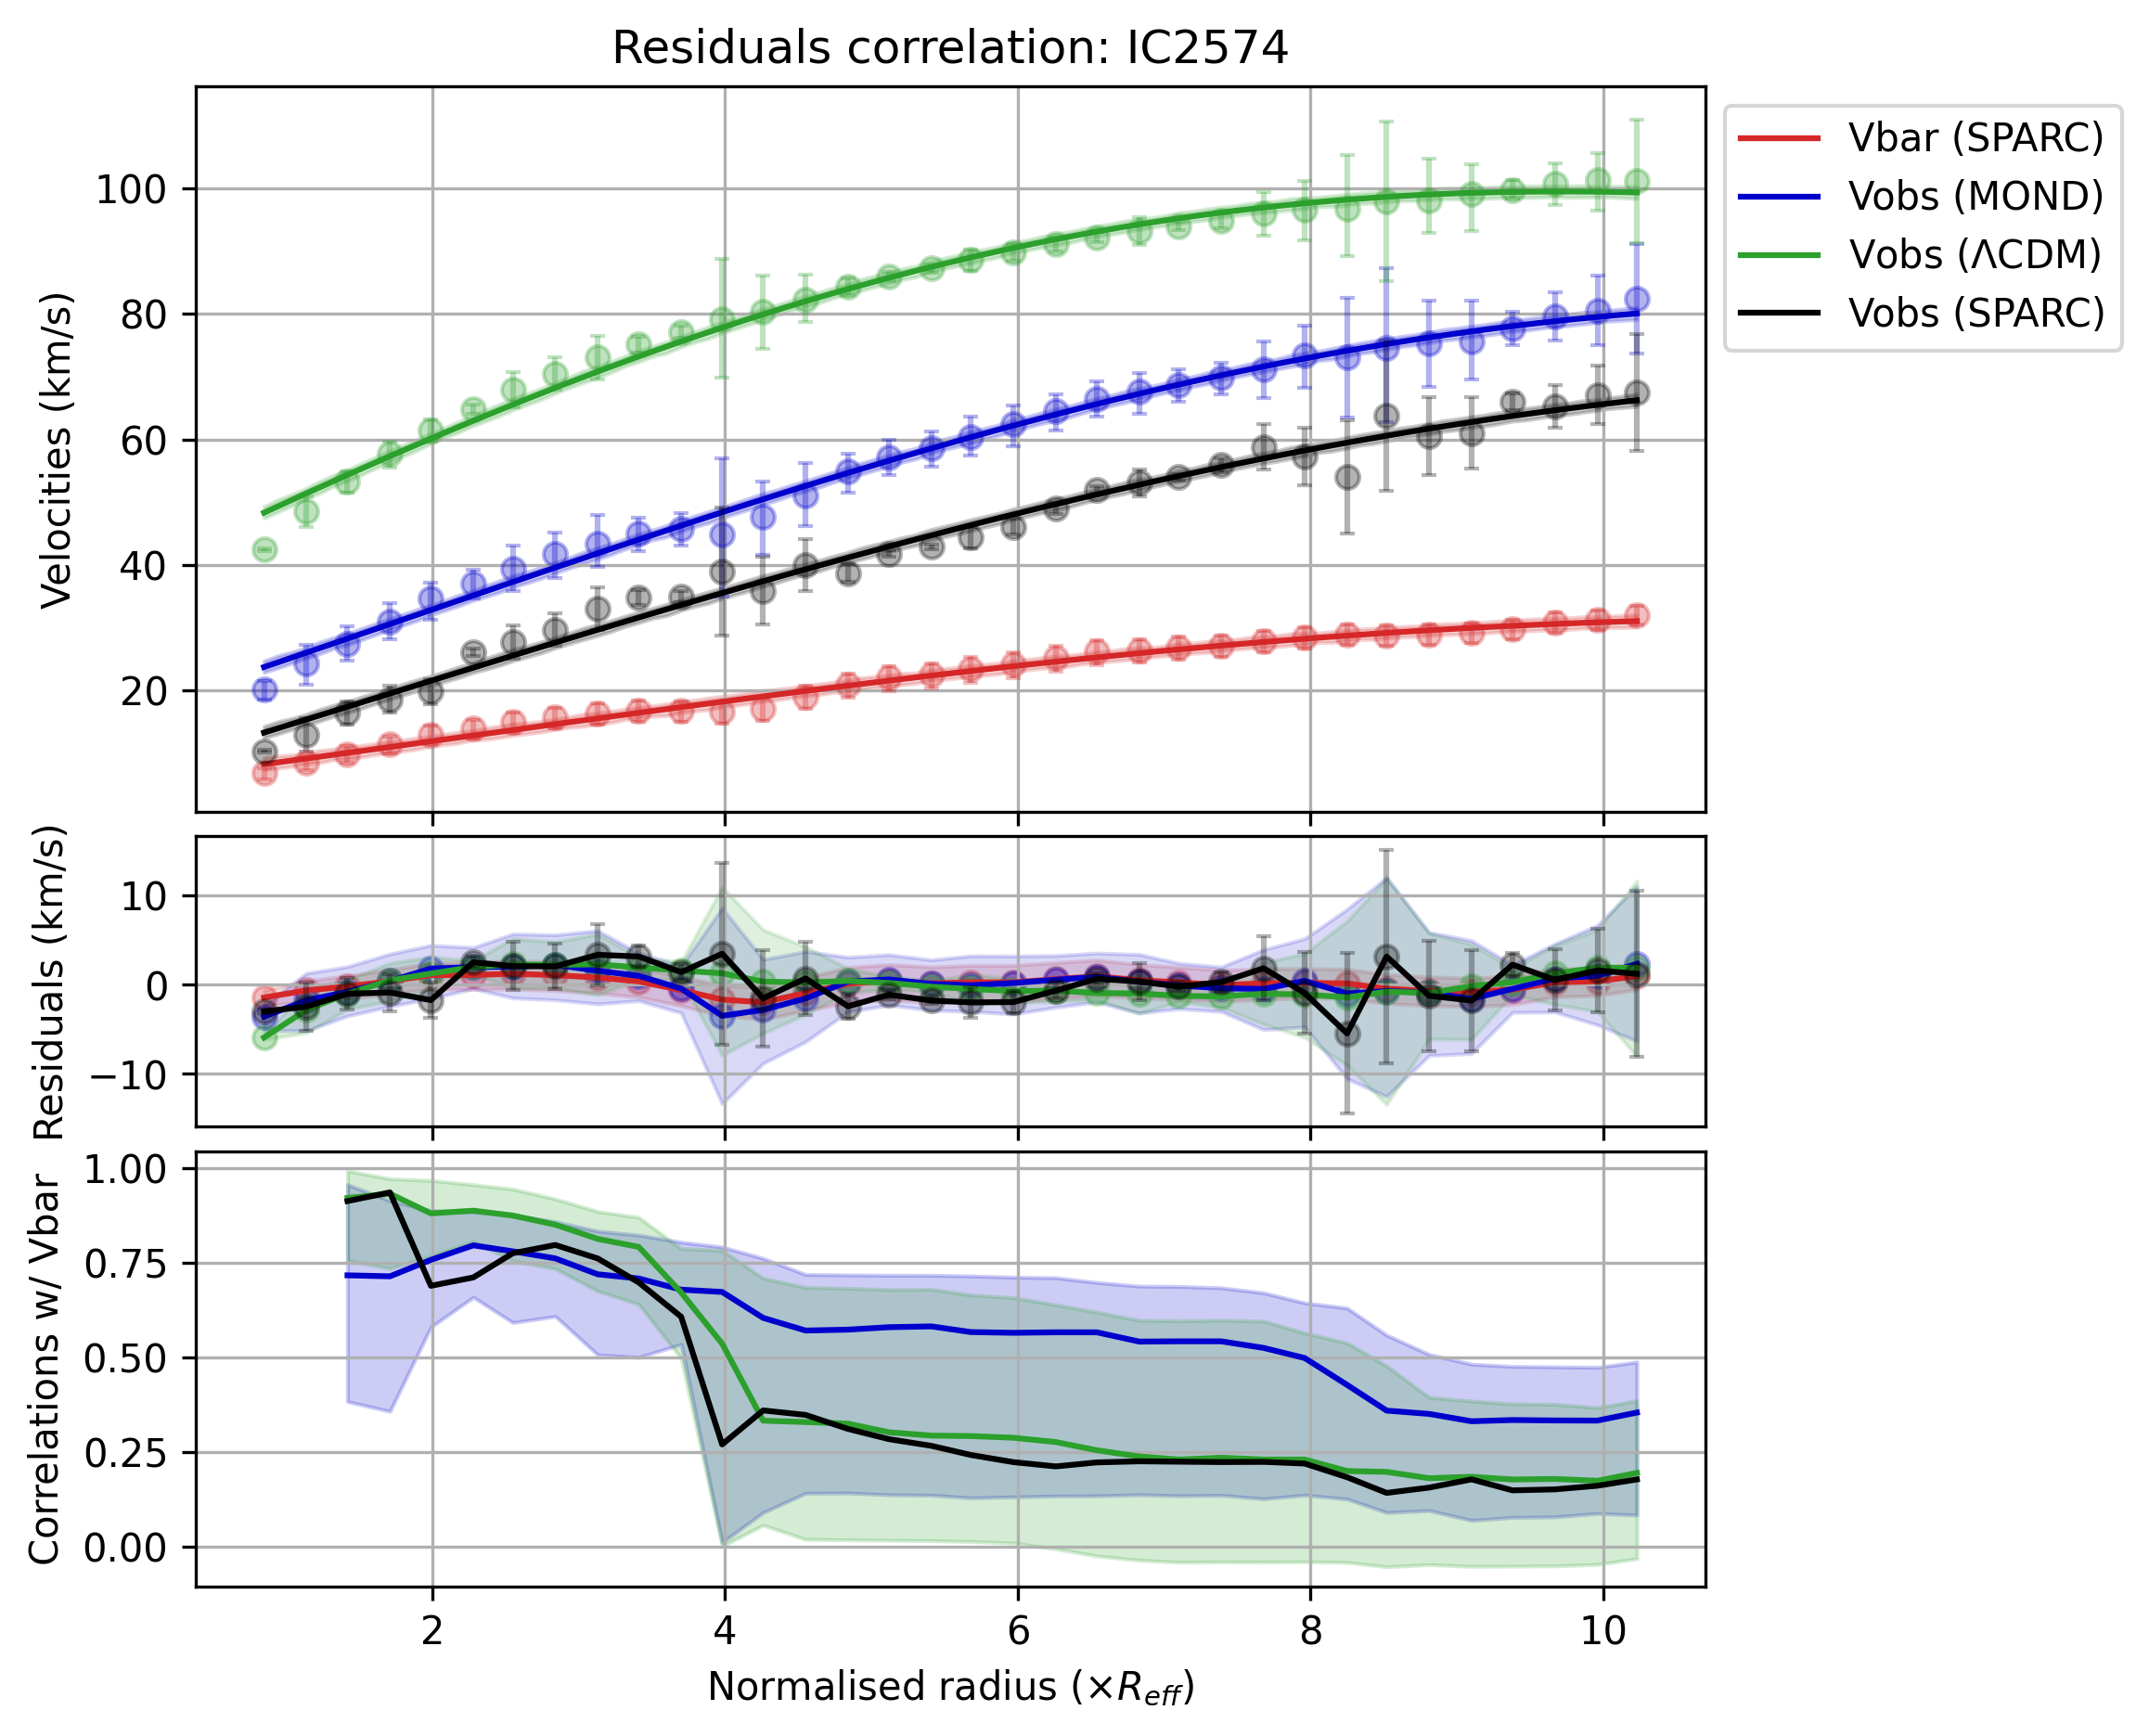 Residuals correlation: IC2574
Vbar (SPARC)
Vobs (MOND)
Vobs (ΛCDM)
Vobs (SPARC)
Velocities (km/s)
100
80
60
40
20
Residuals (km/s)
10
0
−10
Correlations w/ Vbar
1.00
0.75
0.50
0.25
0.00
2 4 6 8 10
Normalised radius (×R_eff)